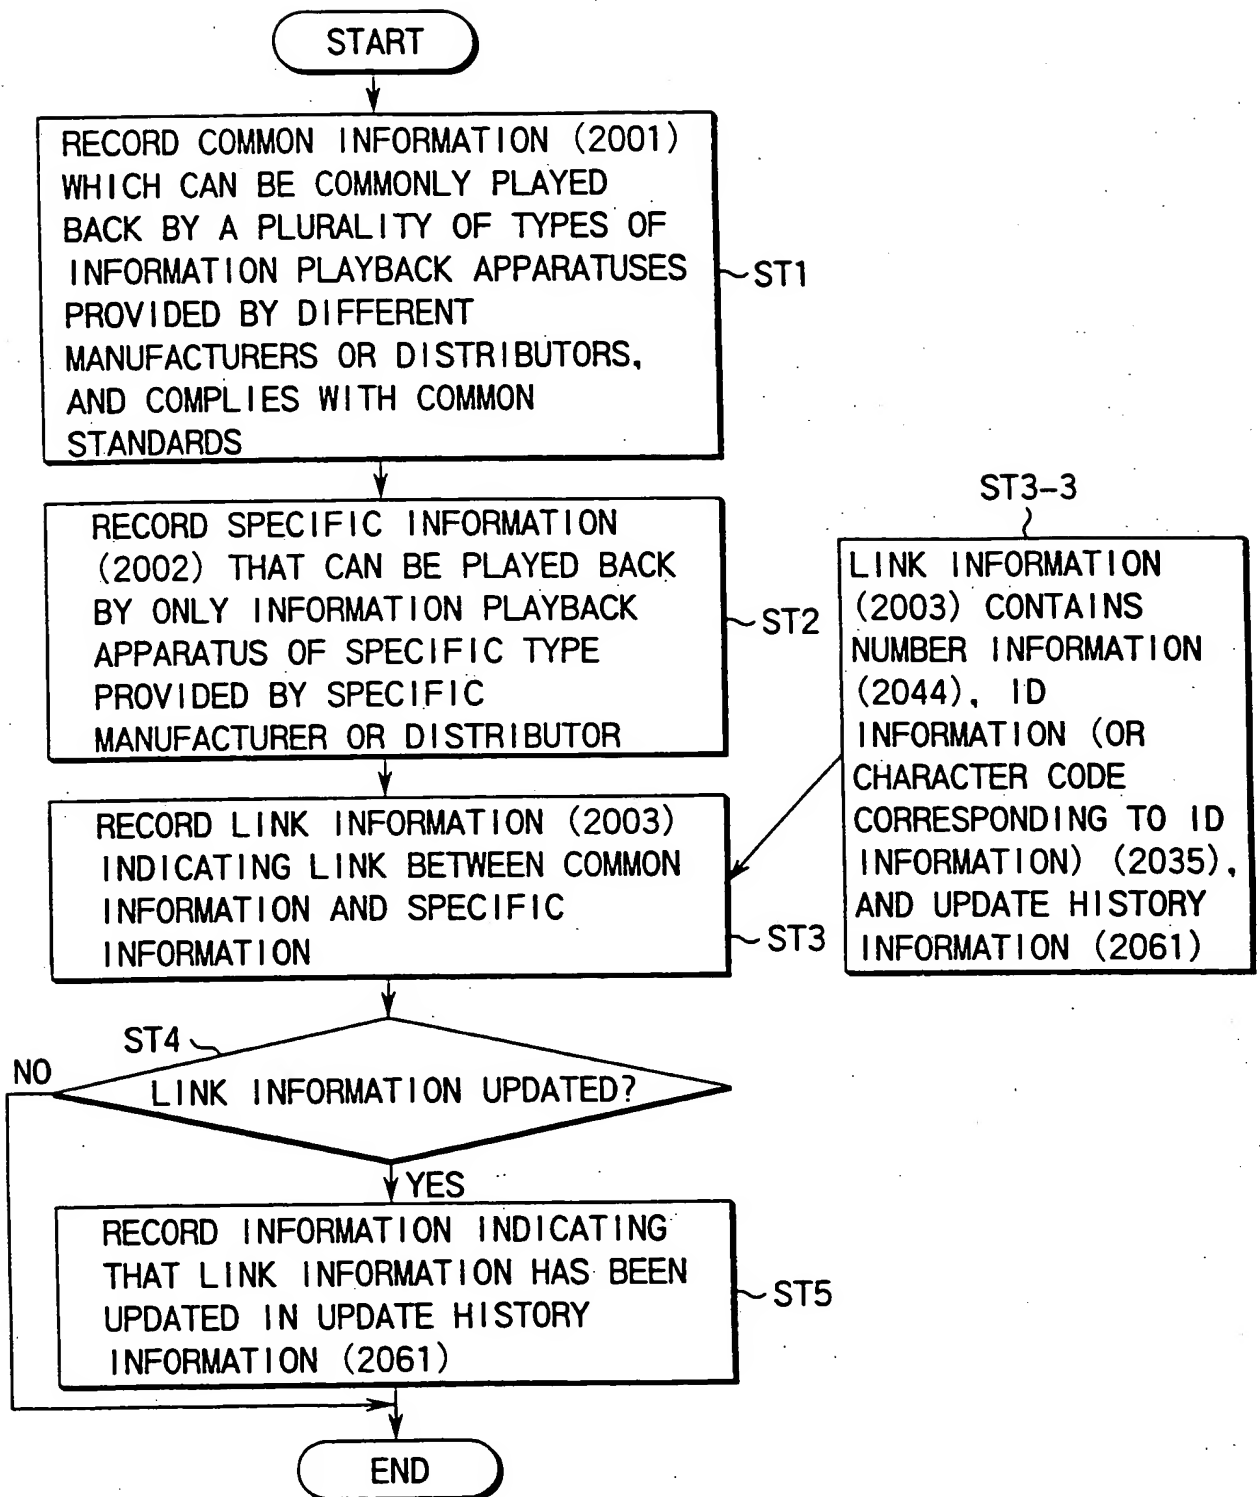 START
RECORD COMMON INFORMATION (2001)
WHICH CAN BE COMMONLY PLAYED
BACK BY A PLURALITY OF TYPES OF
INFORMATION PLAYBACK APPARATUSES
PROVIDED BY DIFFERENT
MANUFACTURERS OR DISTRIBUTORS,
AND COMPLIES WITH COMMON
STANDARDS
ST1
RECORD SPECIFIC INFORMATION
(2002) THAT CAN BE PLAYED BACK
BY ONLY INFORMATION PLAYBACK
APPARATUS OF SPECIFIC TYPE
PROVIDED BY SPECIFIC
MANUFACTURER OR DISTRIBUTOR
ST2
ST3-3
LINK INFORMATION
(2003) CONTAINS
NUMBER INFORMATION
(2044), ID
INFORMATION (OR
CHARACTER CODE
CORRESPONDING TO ID
INFORMATION) (2035),
AND UPDATE HISTORY
INFORMATION (2061)
RECORD LINK INFORMATION (2003)
INDICATING LINK BETWEEN COMMON
INFORMATION AND SPECIFIC
INFORMATION
ST3
ST4
NO
LINK INFORMATION UPDATED?
YES
RECORD INFORMATION INDICATING
THAT LINK INFORMATION HAS BEEN
UPDATED IN UPDATE HISTORY
INFORMATION (2061)
ST5
END